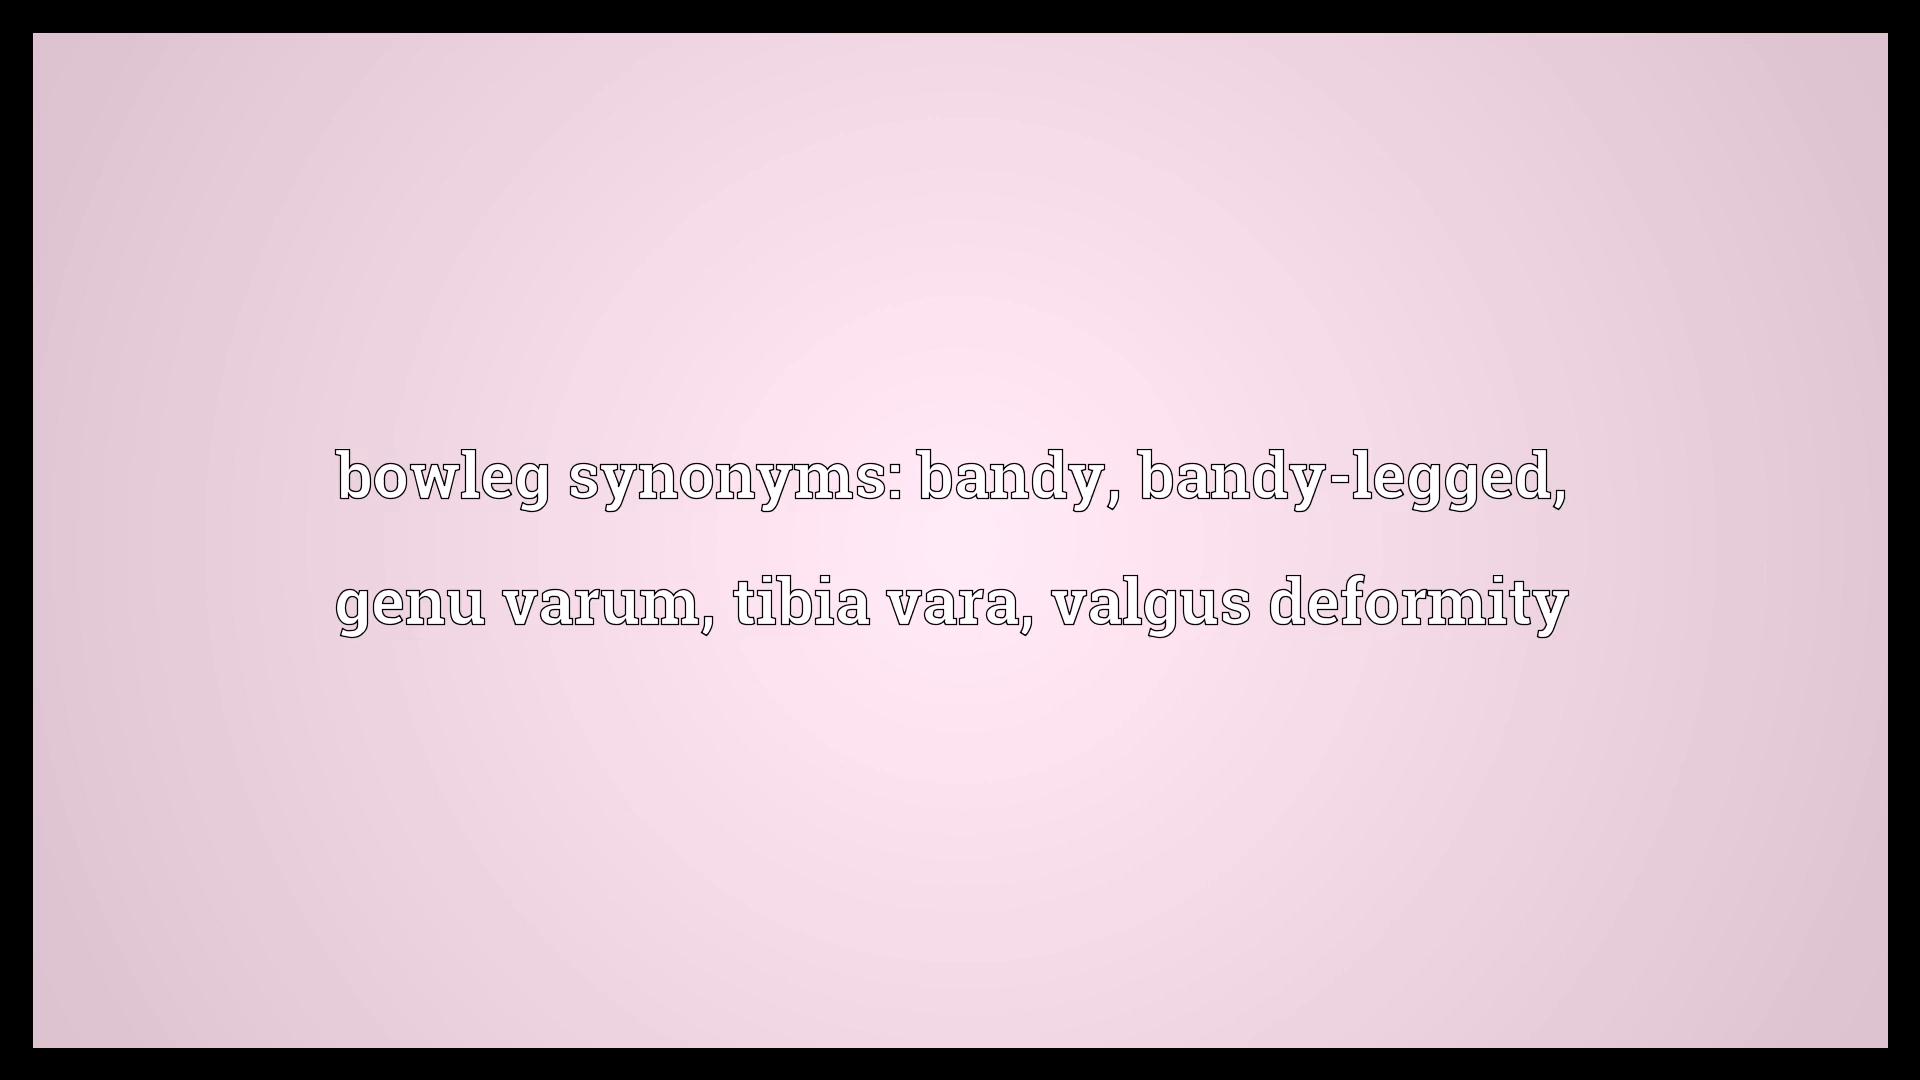 bowleg synonyms: bandy, bandy-legged,
genu varum, tibia vara, valgus deformity